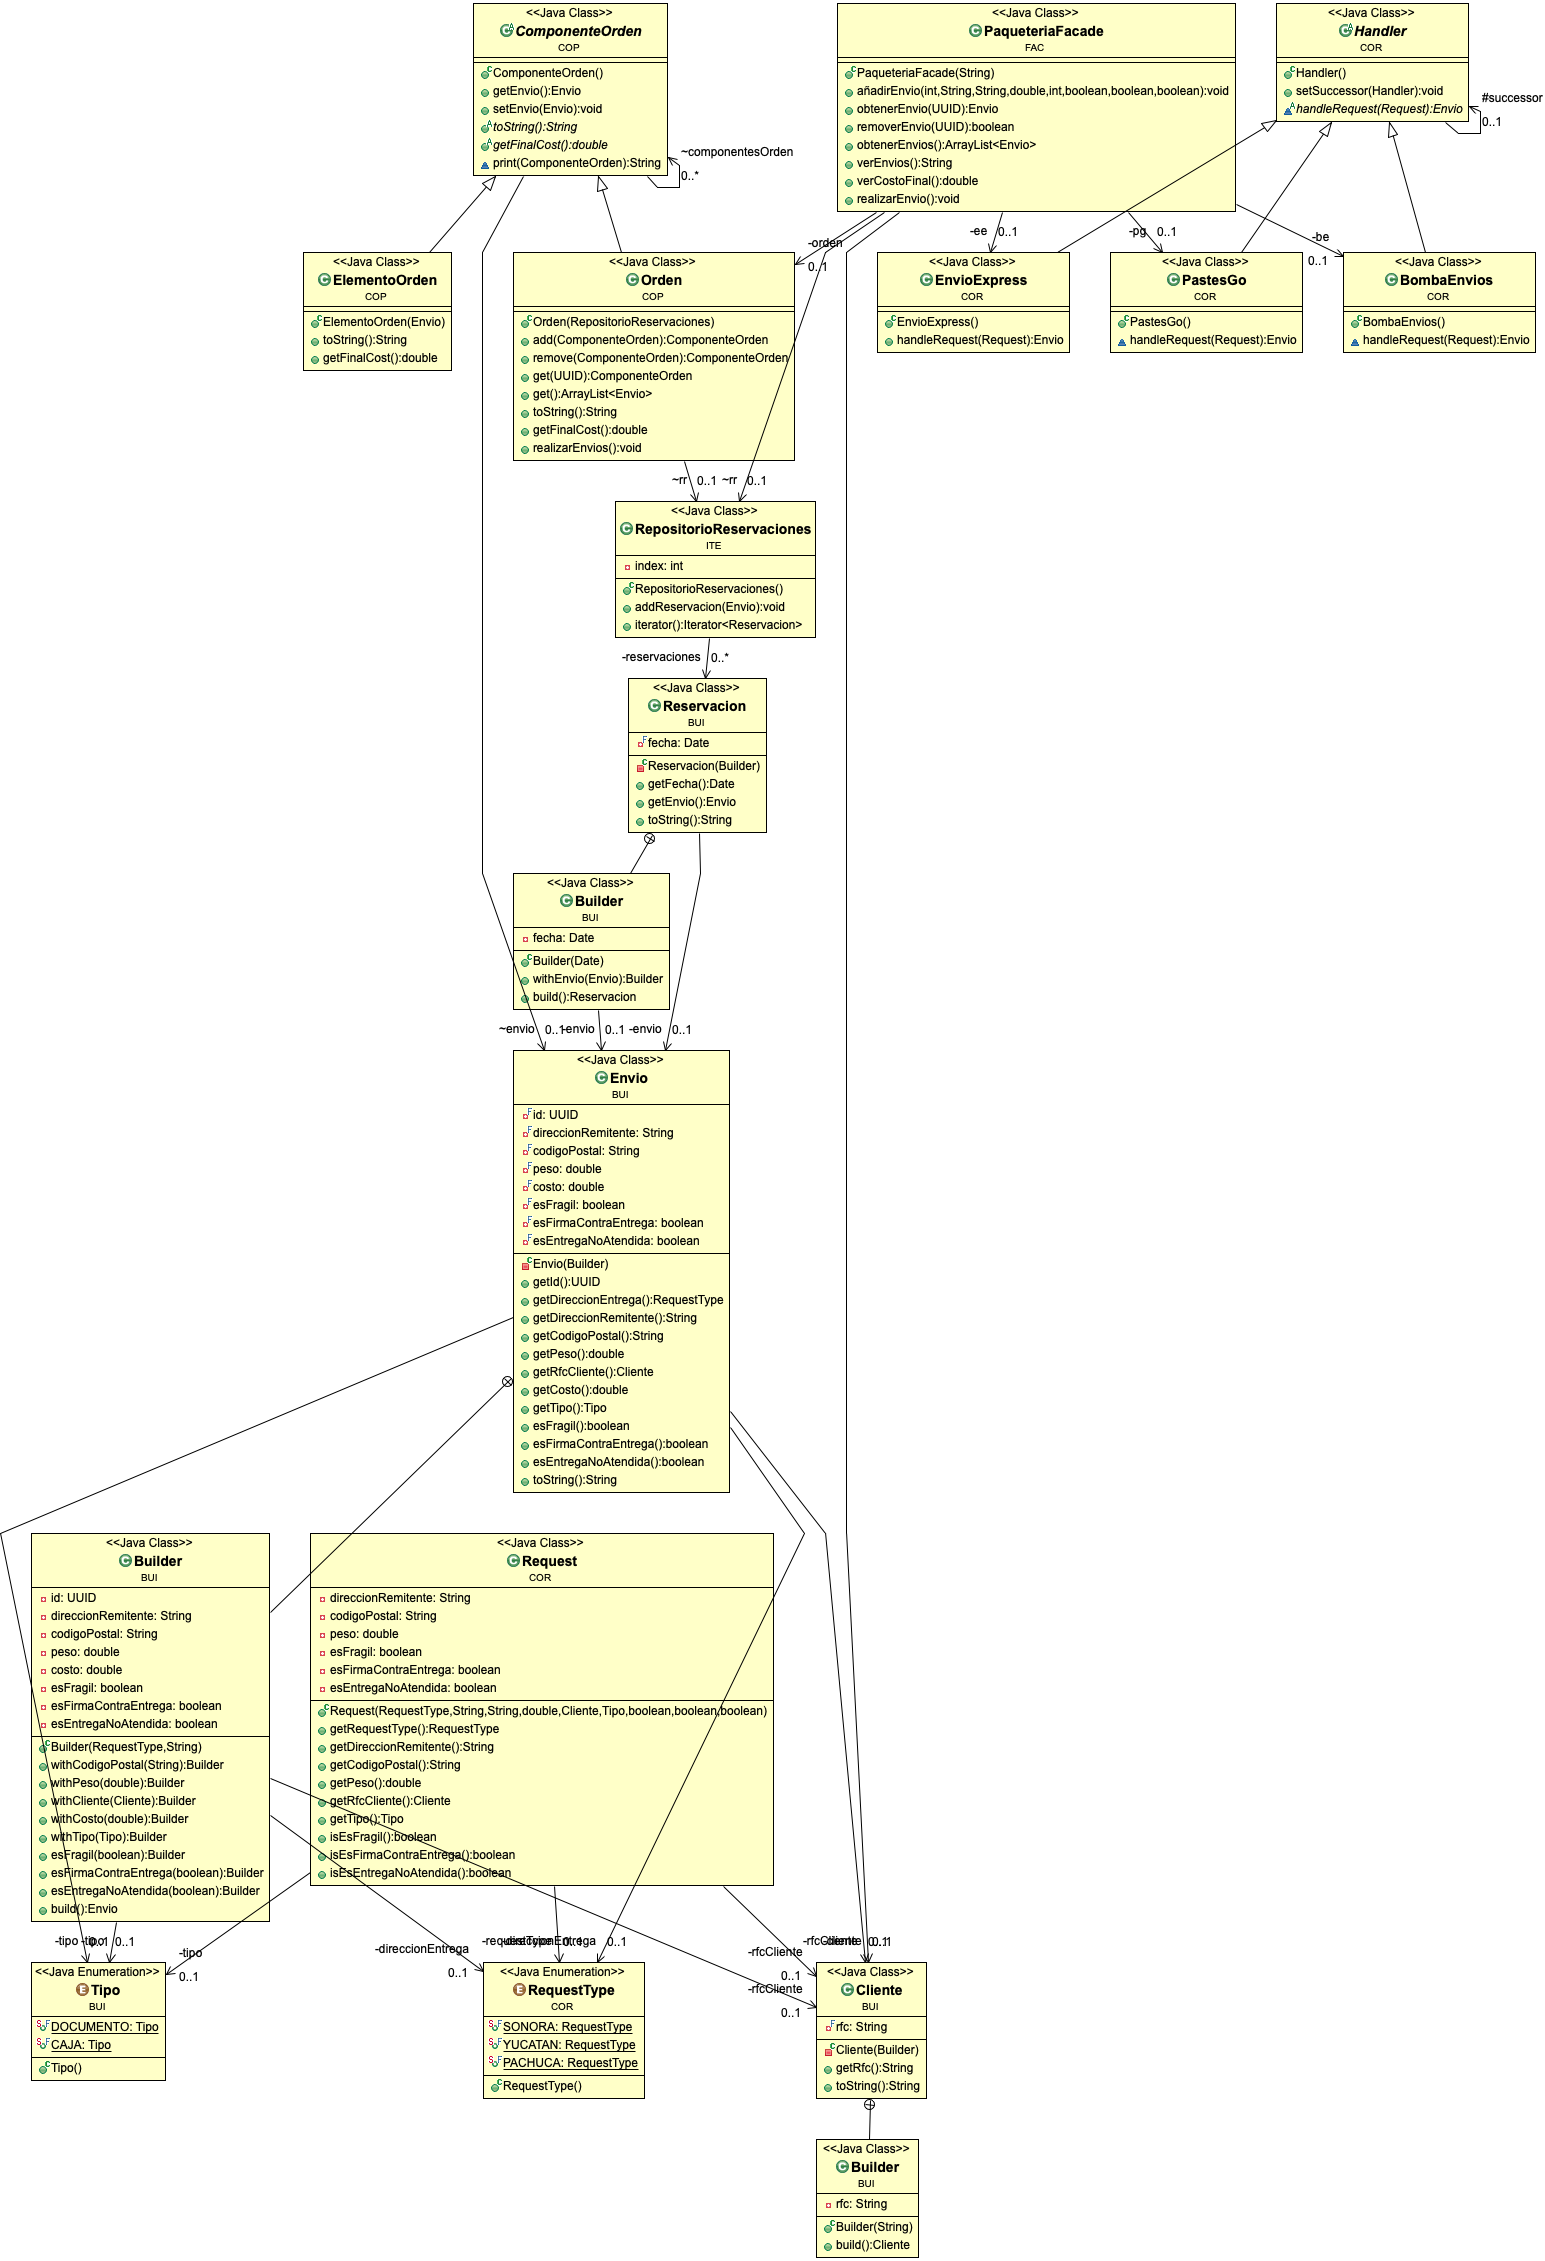 <<Java Class>>
ComponenteOrden
COP
ComponenteOrden()
getEnvio():Envio
setEnvio(Envio):void
toString():String
getFinalCost():double
print(ComponenteOrden):String
~componentesOrden
0..*
<<Java Class>>
PaqueteriaFacade
FAC
PaqueteriaFacade(String)
añadirEnvio(int,String,String,double,int,boolean,boolean,boolean):void
obtenerEnvio(UUID):Envio
removerEnvio(UUID):boolean
obtenerEnvios():ArrayList<Envio>
verEnvios():String
verCostoFinal():double
realizarEnvio():void
<<Java Class>>
Handler
COR
Handler()
setSuccessor(Handler):void
handleRequest(Request):Envio
#successor
0..1
-orden
0..1
-ee
0..1
-pg
0..1
-be
0..1
<<Java Class>>
ElementoOrden
COP
ElementoOrden(Envio)
toString():String
getFinalCost():double
<<Java Class>>
Orden
COP
Orden(RepositorioReservaciones)
add(ComponenteOrden):ComponenteOrden
remove(ComponenteOrden):ComponenteOrden
get(UUID):ComponenteOrden
get():ArrayList<Envio>
toString():String
getFinalCost():double
realizarEnvios():void
<<Java Class>>
EnvioExpress
COR
EnvioExpress()
handleRequest(Request):Envio
<<Java Class>>
PastesGo
COR
PastesGo()
handleRequest(Request):Envio
<<Java Class>>
BombaEnvios
COR
BombaEnvios()
handleRequest(Request):Envio
~rr
0..1
~rr
0..1
<<Java Class>>
RepositorioReservaciones
ITE
index: int
RepositorioReservaciones()
addReservacion(Envio):void
iterator():Iterator<Reservacion>
-reservaciones
0..*
<<Java Class>>
Reservacion
BUI
fecha: Date
Reservacion(Builder)
getFecha():Date
getEnvio():Envio
toString():String
<<Java Class>>
Builder
BUI
fecha: Date
Builder(Date)
withEnvio(Envio):Builder
build():Reservacion
~envio
0..1
-envio
0..1
-envio
0..1
<<Java Class>>
Envio
BUI
id: UUID
direccionRemitente: String
codigoPostal: String
peso: double
costo: double
esFragil: boolean
esFirmaContraEntrega: boolean
esEntregaNoAtendida: boolean
Envio(Builder)
getId():UUID
getDireccionEntrega():RequestType
getDireccionRemitente():String
getCodigoPostal():String
getPeso():double
getRfcCliente():Cliente
getCosto():double
getTipo():Tipo
esFragil():boolean
esFirmaContraEntrega():boolean
esEntregaNoAtendida():boolean
toString():String
<<Java Class>>
Builder
BUI
id: UUID
direccionRemitente: String
codigoPostal: String
peso: double
costo: double
esFragil: boolean
esFirmaContraEntrega: boolean
esEntregaNoAtendida: boolean
Builder(RequestType,String)
withCodigoPostal(String):Builder
withPeso(double):Builder
withCliente(Cliente):Builder
withCosto(double):Builder
withTipo(Tipo):Builder
esFragil(boolean):Builder
esFirmaContraEntrega(boolean):Builder
esEntregaNoAtendida(boolean):Builder
build():Envio
<<Java Class>>
Request
COR
direccionRemitente: String
codigoPostal: String
peso: double
esFragil: boolean
esFirmaContraEntrega: boolean
esEntregaNoAtendida: boolean
Request(RequestType,String,String,double,Cliente,Tipo,boolean,boolean,boolean)
getRequestType():RequestType
getDireccionRemitente():String
getCodigoPostal():String
getPeso():double
getRfcCliente():Cliente
getTipo():Tipo
isEsFragil():boolean
isEsFirmaContraEntrega():boolean
isEsEntregaNoAtendida():boolean
-tipo
-tipo
0..1
-tipo
0..1
-direccionEntrega
0..1
0..1
-rfcCliente
0..1
-rfcCliente
0..1
<<Java Enumeration>>
Tipo
BUI
DOCUMENTO: Tipo
CAJA: Tipo
Tipo()
<<Java Enumeration>>
RequestType
COR
SONORA: RequestType
YUCATAN: RequestType
PACHUCA: RequestType
RequestType()
<<Java Class>>
Cliente
BUI
rfc: String
Cliente(Builder)
getRfc():String
toString():String
<<Java Class>>
Builder
BUI
rfc: String
Builder(String)
build():Cliente